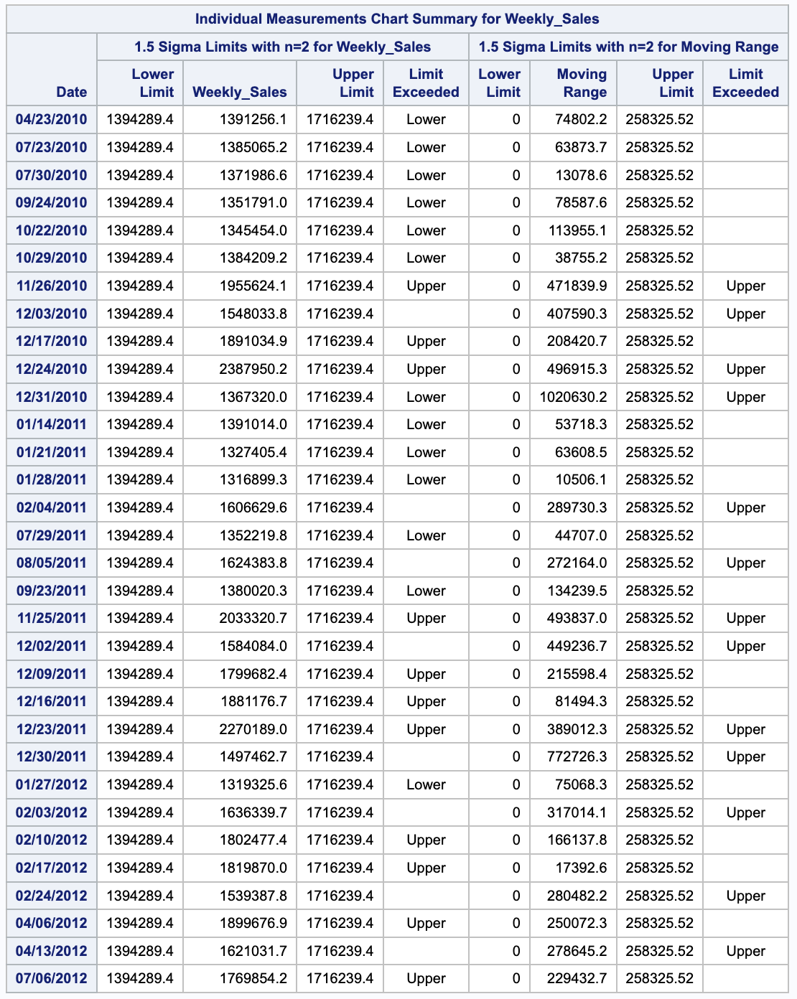 Individual Measurements Chart Summary for Weekly_Sales
1.5 Sigma Limits with n=2 for Weekly_Sales 1.5 Sigma Limits with n=2 for Moving Range
Date Lower Limit Weekly_Sales Upper Limit Limit Exceeded Lower Limit Moving Range Upper Limit Limit Exceeded
04/23/2010 1394289.4 1391256.1 1716239.4 Lower 0 74802.2 258325.52
07/23/2010 1394289.4 1385065.2 1716239.4 Lower 0 63873.7 258325.52
07/30/2010 1394289.4 1371986.6 1716239.4 Lower 0 13078.6 258325.52
09/24/2010 1394289.4 1351791.0 1716239.4 Lower 0 78587.6 258325.52
10/22/2010 1394289.4 1345454.0 1716239.4 Lower 0 113955.1 258325.52
10/29/2010 1394289.4 1384209.2 1716239.4 Lower 0 38755.2 258325.52
11/26/2010 1394289.4 1955624.1 1716239.4 Upper 0 471839.9 258325.52 Upper
12/03/2010 1394289.4 1548033.8 1716239.4 0 407590.3 258325.52 Upper
12/17/2010 1394289.4 1891034.9 1716239.4 Upper 0 208420.7 258325.52
12/24/2010 1394289.4 2387950.2 1716239.4 Upper 0 496915.3 258325.52 Upper
12/31/2010 1394289.4 1367320.0 1716239.4 Lower 0 1020630.2 258325.52 Upper
01/14/2011 1394289.4 1391014.0 1716239.4 Lower 0 53718.3 258325.52
01/21/2011 1394289.4 1327405.4 1716239.4 Lower 0 63608.5 258325.52
01/28/2011 1394289.4 1316899.3 1716239.4 Lower 0 10506.1 258325.52
02/04/2011 1394289.4 1606629.6 1716239.4 0 289730.3 258325.52 Upper
07/29/2011 1394289.4 1352219.8 1716239.4 Lower 0 44707.0 258325.52
08/05/2011 1394289.4 1624383.8 1716239.4 0 272164.0 258325.52 Upper
09/23/2011 1394289.4 1380020.3 1716239.4 Lower 0 134239.5 258325.52
11/25/2011 1394289.4 2033320.7 1716239.4 Upper 0 493837.0 258325.52 Upper
12/02/2011 1394289.4 1584084.0 1716239.4 0 449236.7 258325.52 Upper
12/09/2011 1394289.4 1799682.4 1716239.4 Upper 0 215598.4 258325.52
12/16/2011 1394289.4 1881176.7 1716239.4 Upper 0 81494.3 258325.52
12/23/2011 1394289.4 2270189.0 1716239.4 Upper 0 389012.3 258325.52 Upper
12/30/2011 1394289.4 1497462.7 1716239.4 0 772726.3 258325.52 Upper
01/27/2012 1394289.4 1319325.6 1716239.4 Lower 0 75068.3 258325.52
02/03/2012 1394289.4 1636339.7 1716239.4 0 317014.1 258325.52 Upper
02/10/2012 1394289.4 1802477.4 1716239.4 Upper 0 166137.8 258325.52
02/17/2012 1394289.4 1819870.0 1716239.4 Upper 0 17392.6 258325.52
02/24/2012 1394289.4 1539387.8 1716239.4 0 280482.2 258325.52 Upper
04/06/2012 1394289.4 1899676.9 1716239.4 Upper 0 250072.3 258325.52
04/13/2012 1394289.4 1621031.7 1716239.4 0 278645.2 258325.52 Upper
07/06/2012 1394289.4 1769854.2 1716239.4 Upper 0 229432.7 258325.52